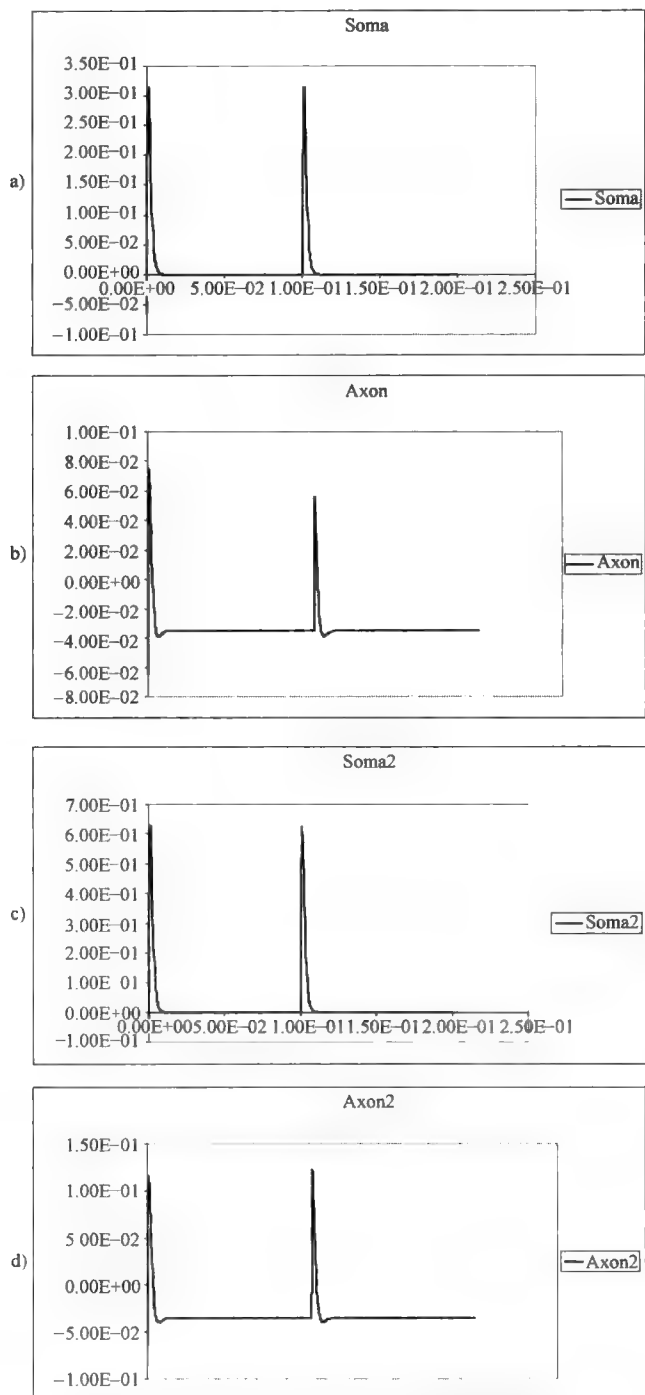 Soma
3.50E−01
3.00E−01
2.50E−01
2.00E−01
a)
1.50E−01
Soma
1.00E−01
5.00E−02
0.00E+00
0.00E+00 5.00E−02 1.00E−01 1.50E−01 2.00E−01 2.50E−01
−5.00E−02
−1.00E−01
Axon
1.00E−01
8.00E−02
6.00E−02
4.00E−02
b)
2.00E−02
Axon
0.00E+00
−2.00E−02
−4.00E−02
−6.00E−02
−8.00E−02
Soma2
7.00E−01
6.00E−01
5.00E−01
4.00E−01
c)
3.00E−01
Soma2
2.00E−01
1.00E 01
0.00E+00
0.00E+00 5.00E−02 1.00E−01 1.50E−01 2.00E−01 2.50E−01
−1.00E−01
Axon2
1.50E−01
1.00E−01
5.00E−02
d)
0.00E+00
Axon2
−5.00E−02
−1.00E−01